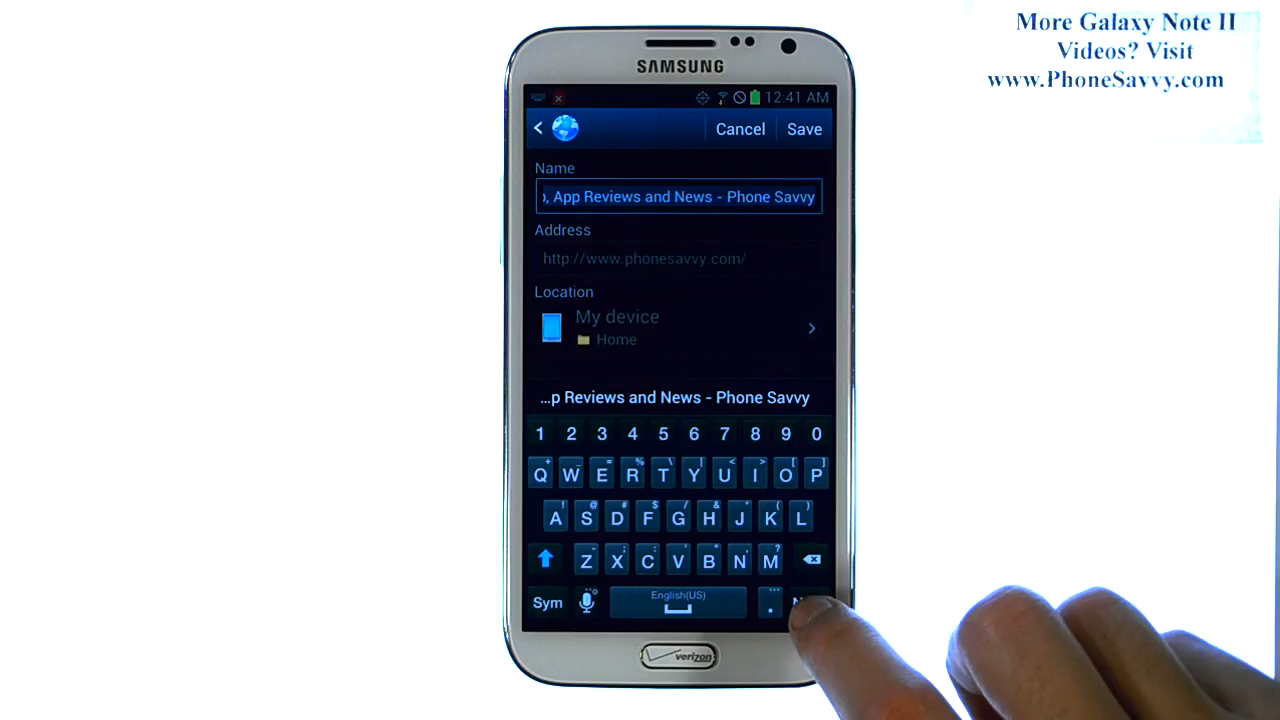 More Galaxy Note II
Videos? Visit
www.PhoneSavvy.com
SAMSUNG
12:41 AM
Cancel
Save
Name
, App Reviews and News - Phone Savvy
Address
http://www.phonesavvy.com/
Location
My device
Home
...p Reviews and News - Phone Savvy
1 2 3 4 5 6 7 8 9 0
Q W E R T Y U I O P
A S D F G H J K L
Z X C V B N M
Sym English(US) .
verizon